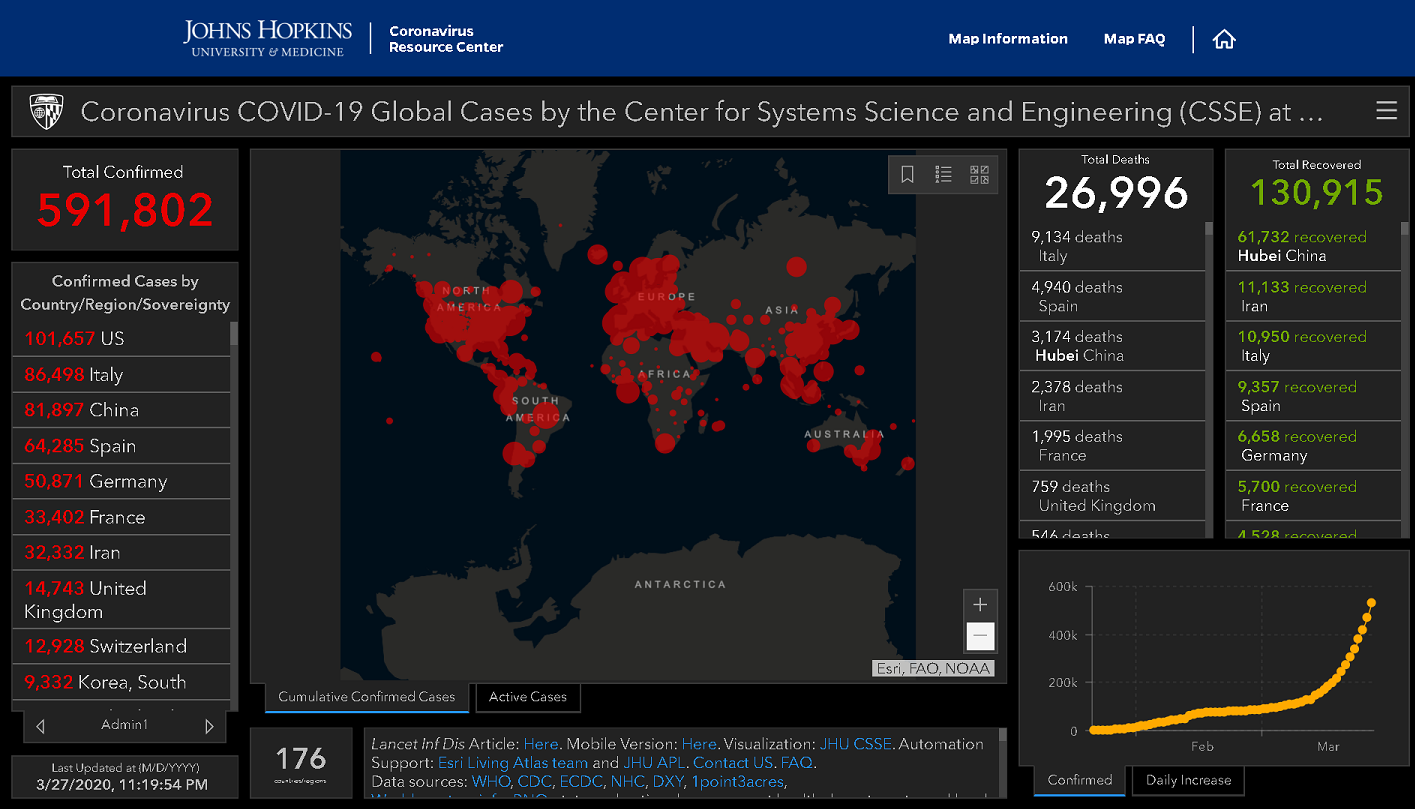 JOHNS HOPKINS
UNIVERSITY & MEDICINE
Coronavirus
Resource Center
Map Information
Map FAQ
Coronavirus COVID-19 Global Cases by the Center for Systems Science and Engineering (CSSE) at ...
Total Confirmed
591,802
Confirmed Cases by
Country/Region/Sovereignty
101,657 US
86,498 Italy
81,897 China
64,285 Spain
50,871 Germany
33,402 France
32,332 Iran
14,743 United
Kingdom
12,928 Switzerland
9,332 Korea, South
Admin1
Last Updated at (M/D/YYYY)
3/27/2020, 11:19:54 PM
NORTH
AMERICA
EUROPE
ASIA
AFRICA
SOUTH
AMERICA
AUSTRALIA
ANTARCTICA
+
−
Esri, FAO, NOAA
Cumulative Confirmed Cases
Active Cases
176
countries/regions
Lancet Inf Dis Article: Here. Mobile Version: Here. Visualization: JHU CSSE. Automation
Support: Esri Living Atlas team and JHU APL. Contact US. FAQ.
Data sources: WHO, CDC, ECDC, NHC, DXY, 1point3acres,
Total Deaths
26,996
9,134 deaths
Italy
4,940 deaths
Spain
3,174 deaths
Hubei China
2,378 deaths
Iran
1,995 deaths
France
759 deaths
United Kingdom
546 deaths
Total Recovered
130,915
61,732 recovered
Hubei China
11,133 recovered
Iran
10,950 recovered
Italy
9,357 recovered
Spain
6,658 recovered
Germany
5,700 recovered
France
4,528 recovered
600k
400k
200k
0
Feb
Mar
Confirmed
Daily Increase